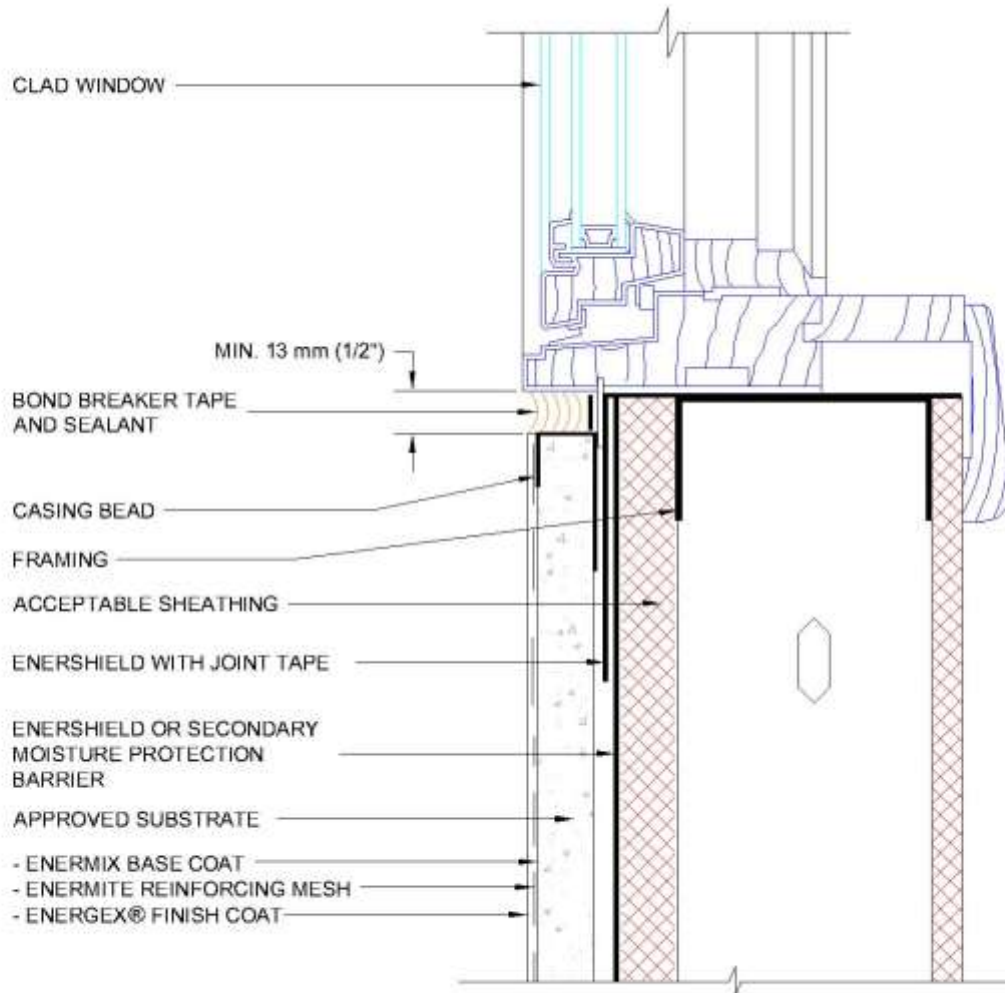 CLAD WINDOW
MIN. 13 mm (1/2")
BOND BREAKER TAPE
AND SEALANT
CASING BEAD
FRAMING
ACCEPTABLE SHEATHING
ENERSHIELD WITH JOINT TAPE
ENERSHIELD OR SECONDARY
MOISTURE PROTECTION
BARRIER
APPROVED SUBSTRATE
- ENERMIX BASE COAT
- ENERMITE REINFORCING MESH
- ENERGEX® FINISH COAT